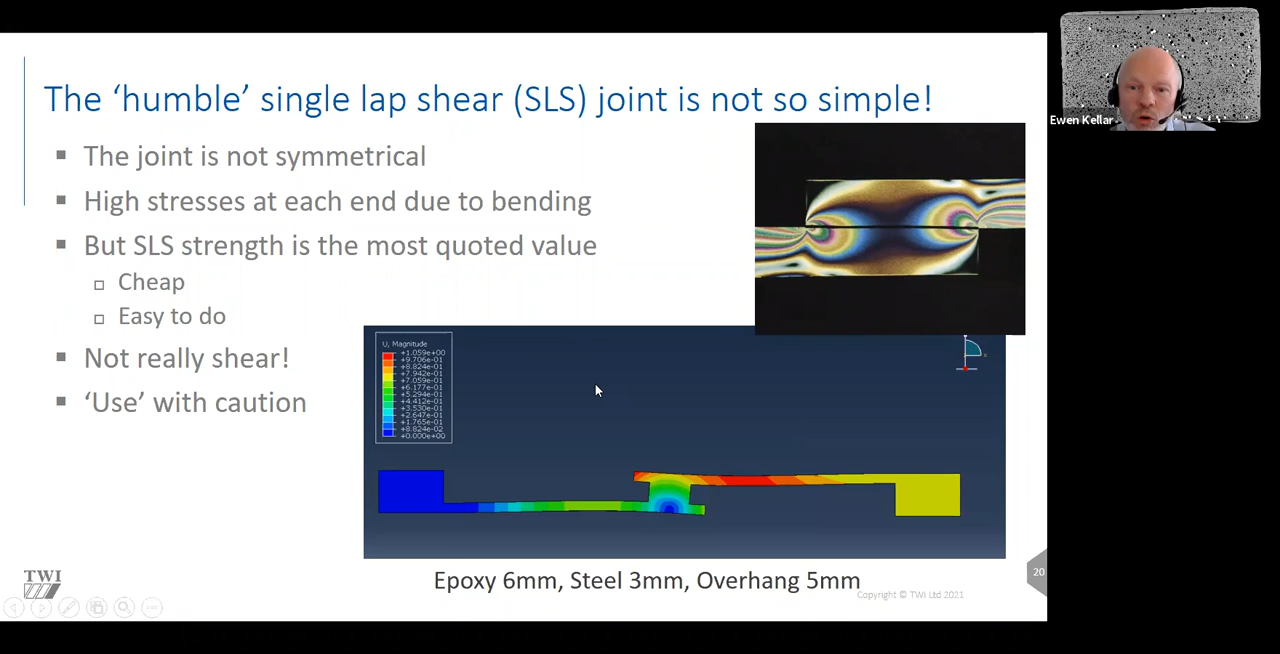 The ‘humble’ single lap shear (SLS) joint is not so simple!
▪ The joint is not symmetrical
▪ High stresses at each end due to bending
▪ But SLS strength is the most quoted value
□ Cheap
□ Easy to do
▪ Not really shear!
▪ ‘Use’ with caution
Ewen Kellar
U, Magnitude
+1.059e+00
+9.706e-01
+8.824e-01
+7.942e-01
+7.059e-01
+6.177e-01
+5.294e-01
+4.412e-01
+3.530e-01
+2.647e-01
+1.765e-01
+8.824e-02
+0.000e+00
Epoxy 6mm, Steel 3mm, Overhang 5mm
TWI
Copyright © TWI Ltd 2021
20